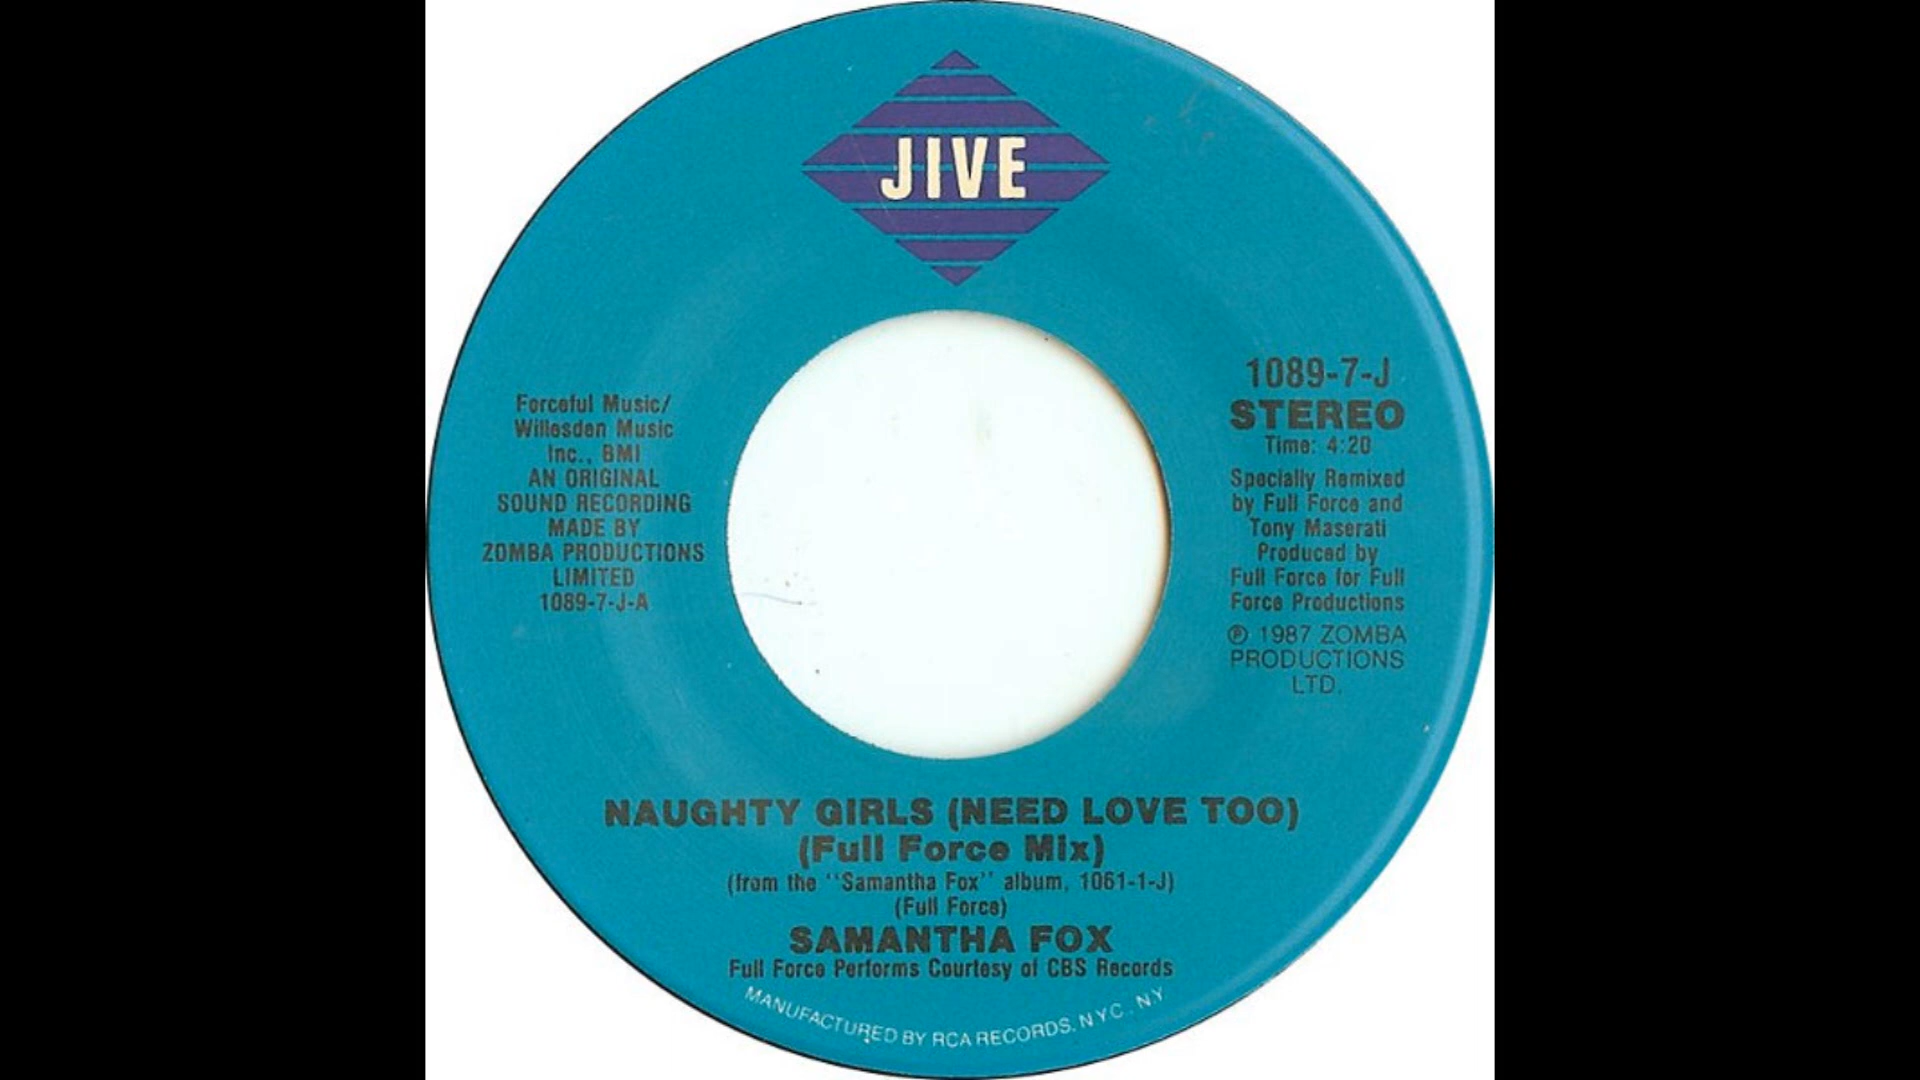 JIVE
Forceful Music/
Willesden Music
Inc., BMI
AN ORIGINAL
SOUND RECORDING
MADE BY
ZOMBA PRODUCTIONS
LIMITED
1089-7-J-A
1089-7-J
STEREO
Time: 4:20
Specially Remixed
by Full Force and
Tony Maserati
Produced by
Full Force for Full
Force Productions
℗ 1987 ZOMBA
PRODUCTIONS
LTD.
NAUGHTY GIRLS (NEED LOVE TOO)
(Full Force Mix)
(from the "Samantha Fox" album, 1061-1-J)
(Full Force)
SAMANTHA FOX
Full Force Performs Courtesy of CBS Records
MANUFACTURED BY RCA RECORDS, N.Y.C., N.Y.